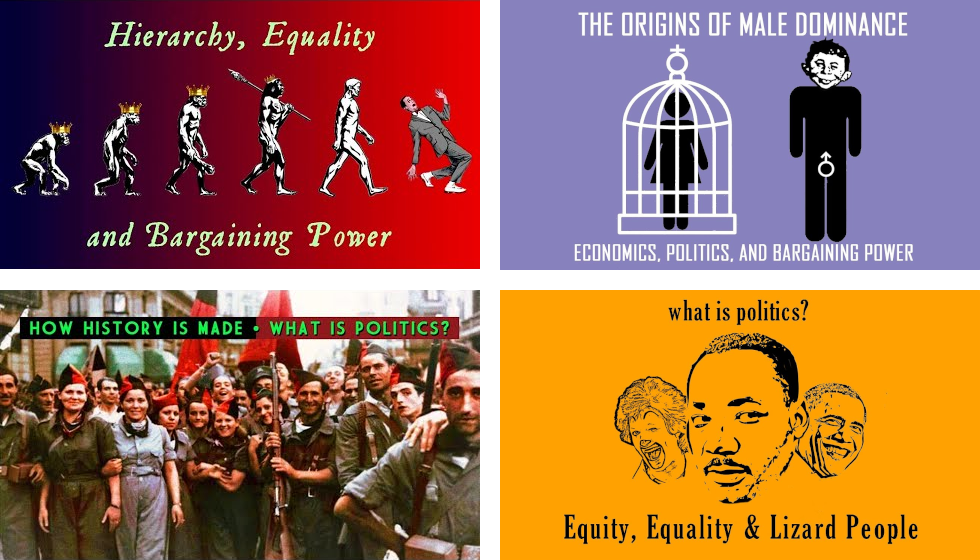 Hierarchy, Equality
and Bargaining Power
THE ORIGINS OF MALE DOMINANCE
ECONOMICS, POLITICS, AND BARGAINING POWER
HOW HISTORY IS MADE • WHAT IS POLITICS?
what is politics?
Equity, Equality & Lizard People